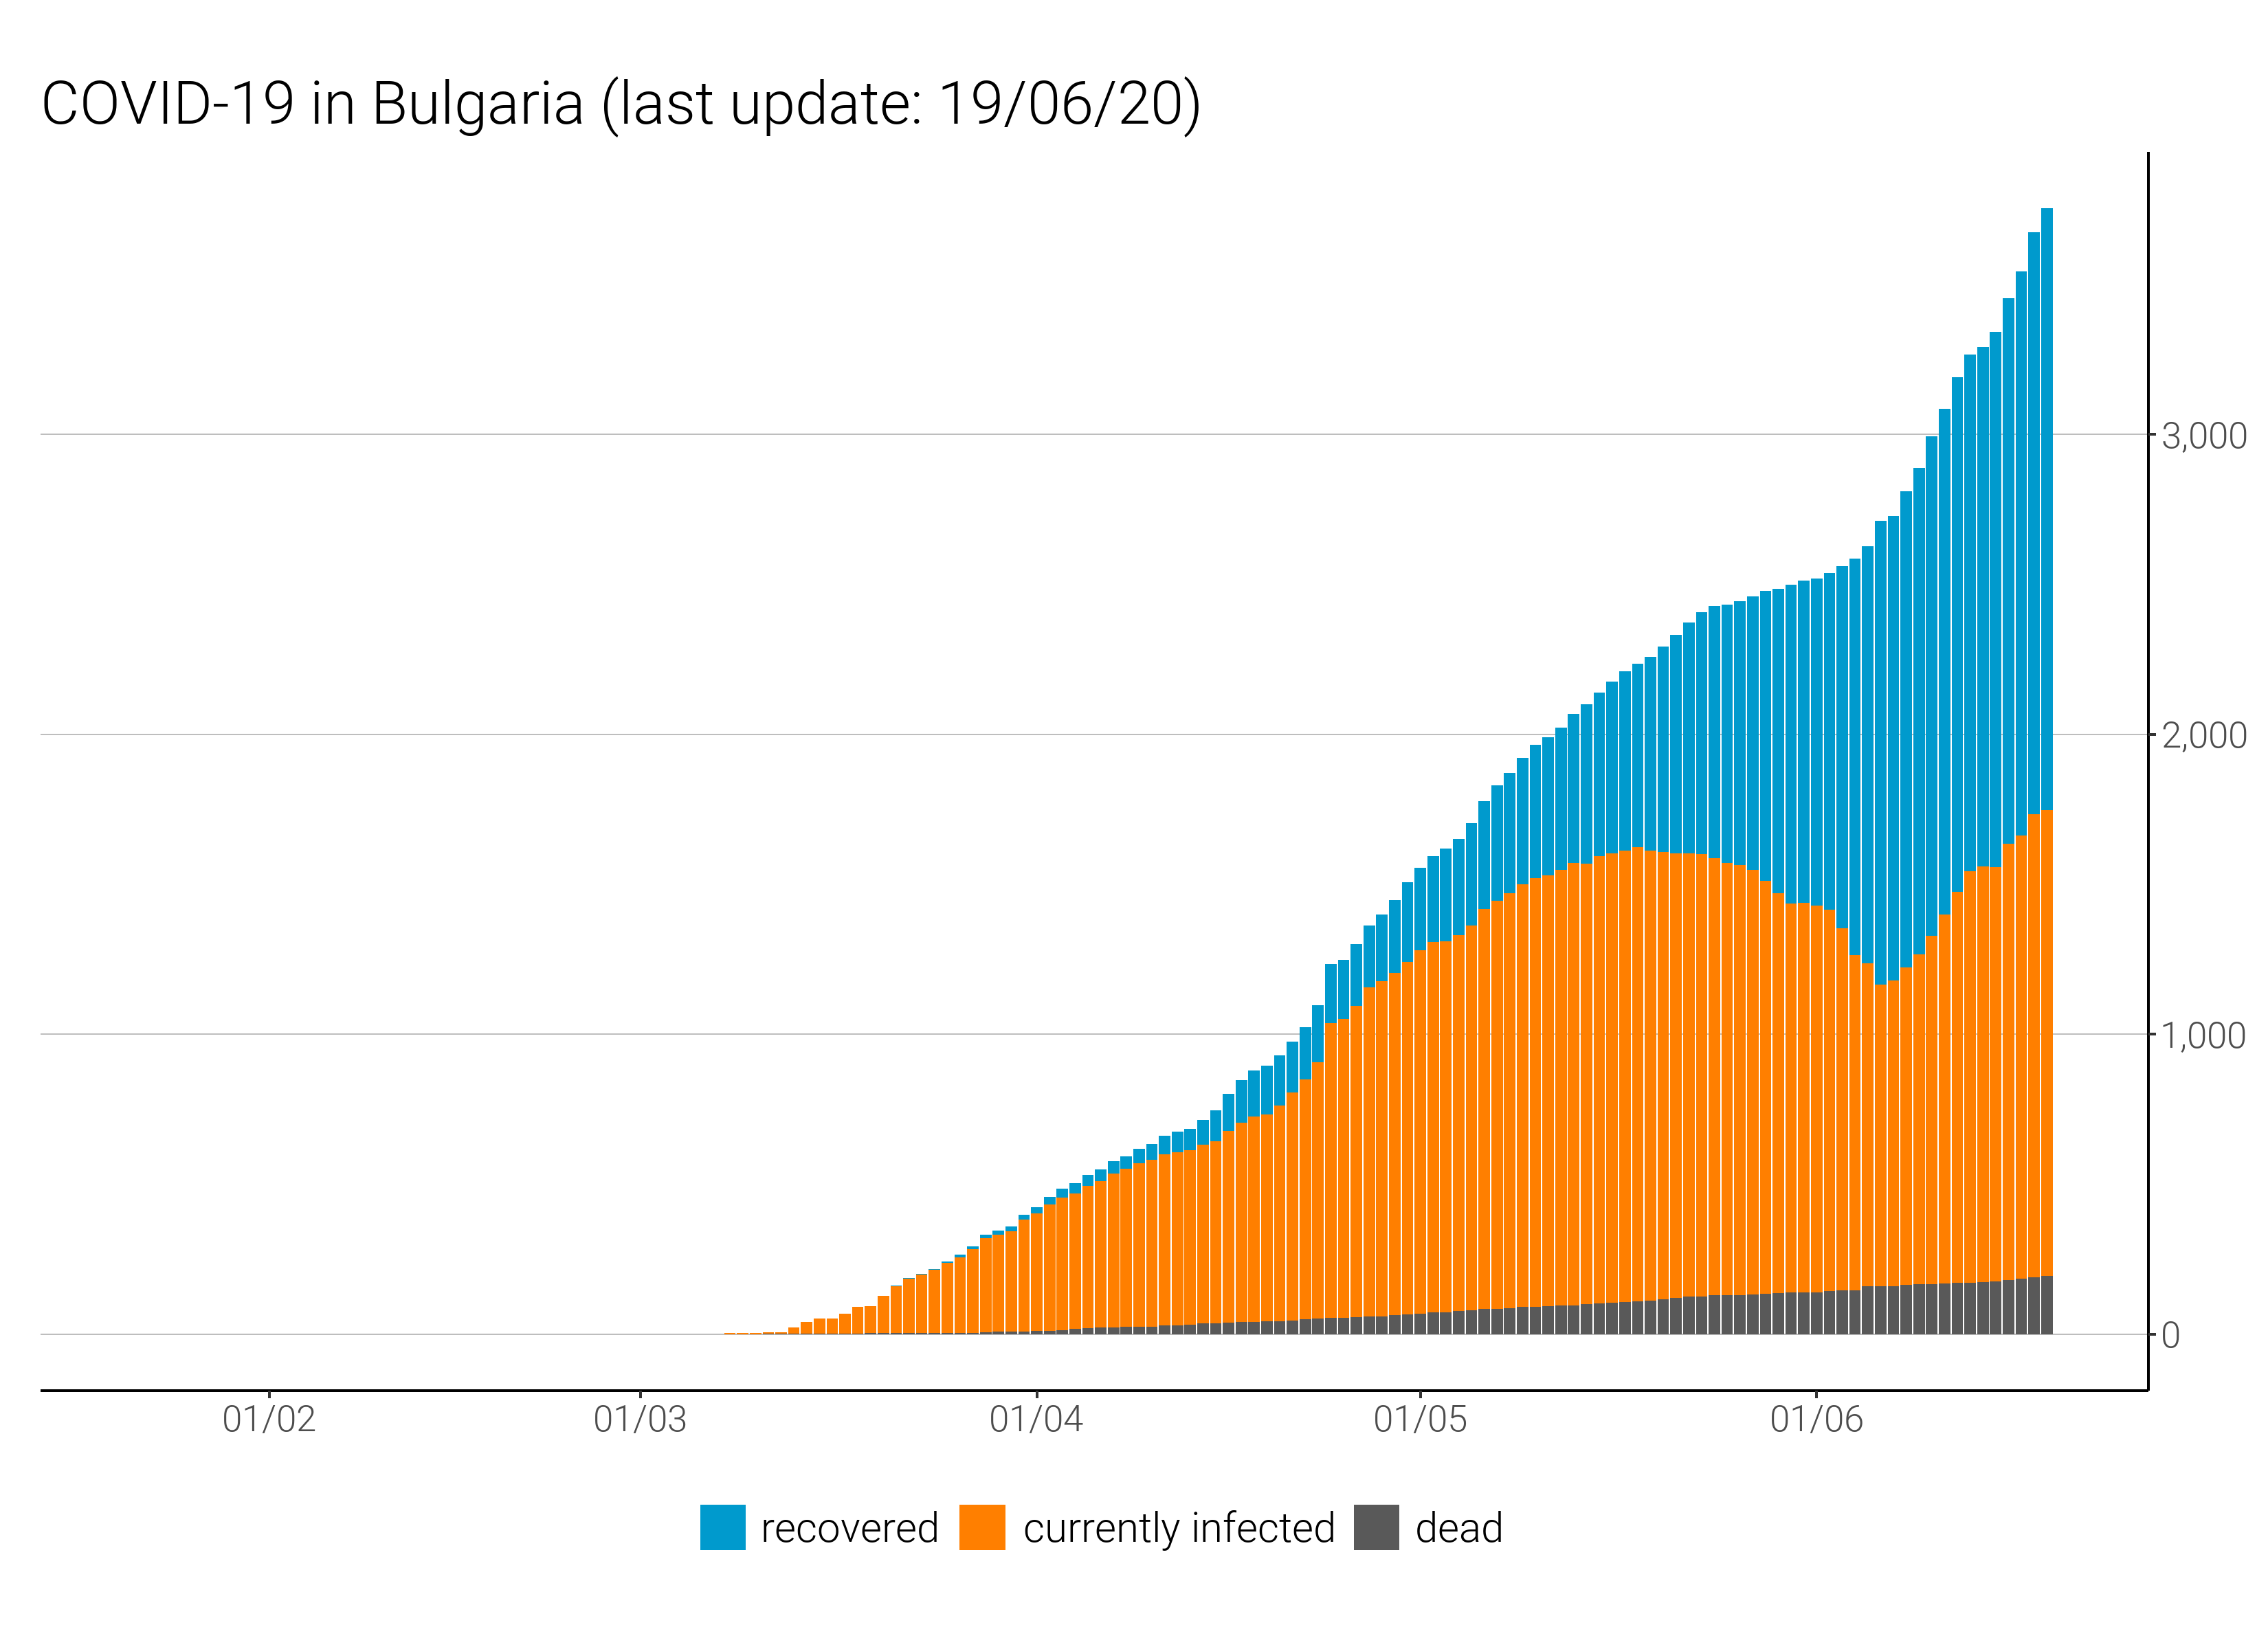 COVID-19 in Bulgaria (last update: 19/06/20)
3,000
2,000
1,000
0
01/02 01/03 01/04 01/05 01/06
recovered currently infected dead